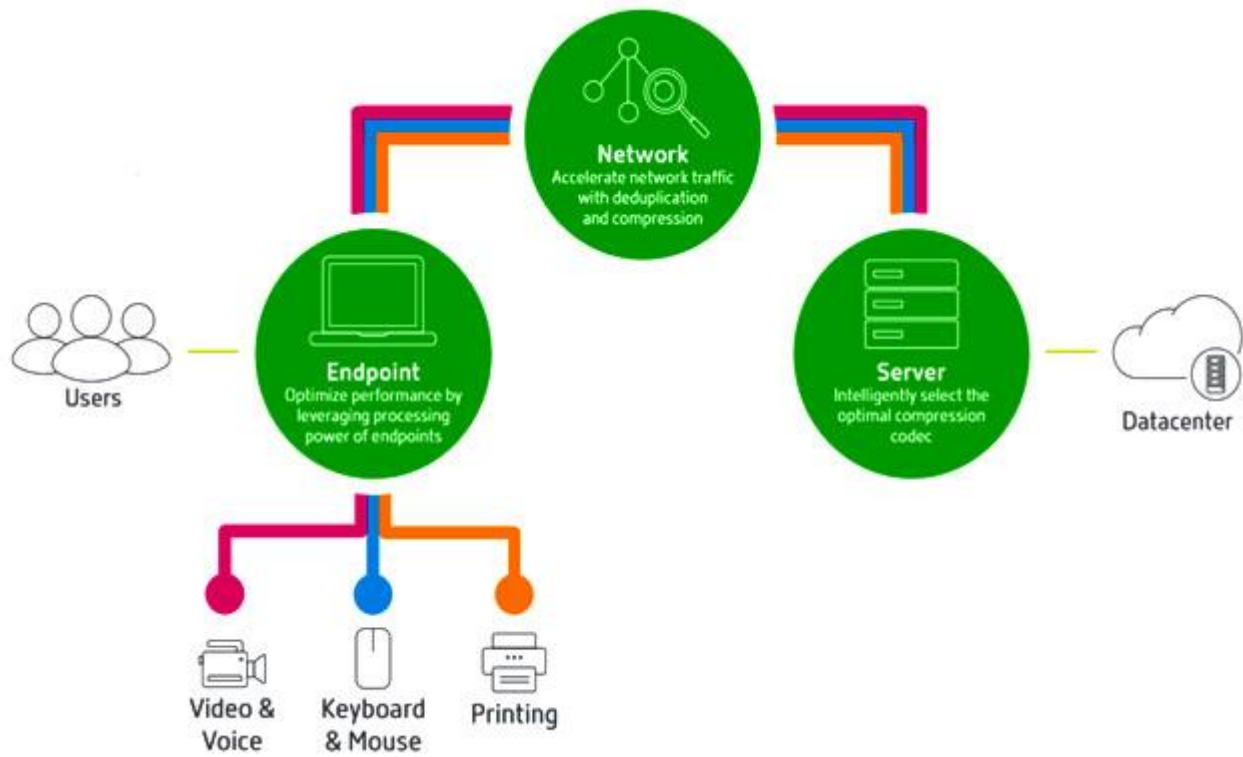 Network
Accelerate network traffic
with deduplication
and compression
Users
Endpoint
Optimize performance by
leveraging processing
power of endpoints
Server
Intelligently select the
optimal compression
codec
Datacenter
Video &
Voice
Keyboard
& Mouse
Printing